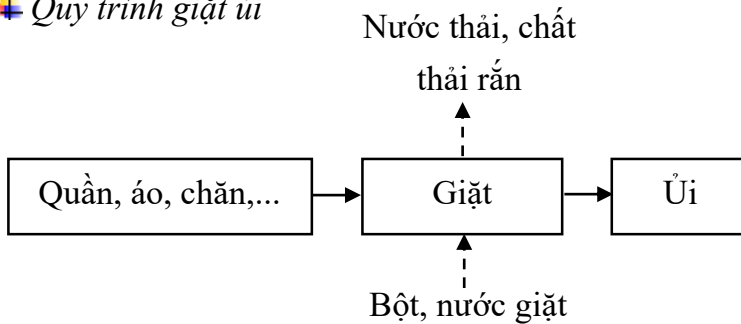 Quy trình giặt ủi
Nước thải, chất
thải rắn
Quần, áo, chăn,...
Giặt
Ủi
Bột, nước giặt